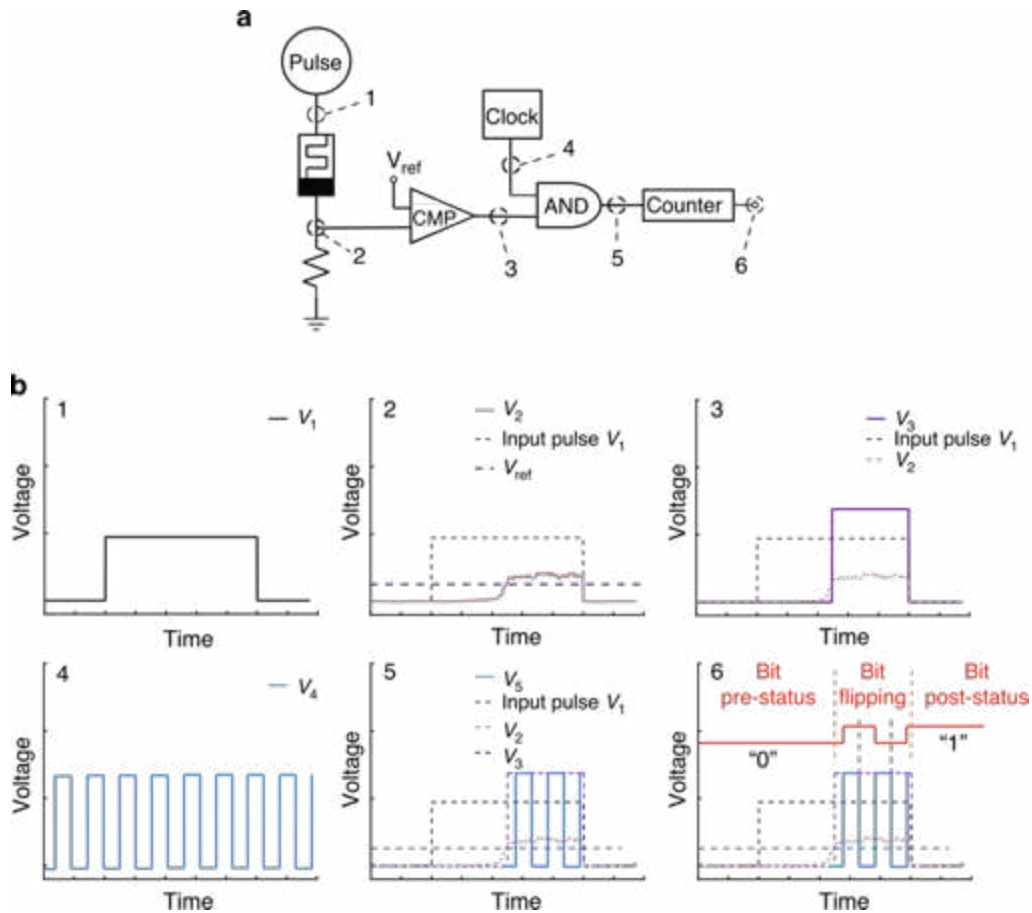 a
Pulse
1
Clock
4
V_ref
CMP
AND
Counter
2
3
5
6
b
1
V₁
Voltage
Time
2
V₂
Input pulse V₁
V_ref
Voltage
Time
3
V₃
Input pulse V₁
V₂
Voltage
Time
4
V₄
Voltage
Time
5
V₅
Input pulse V₁
V₂
V₃
Voltage
Time
6
Bit pre-status
Bit flipping
Bit post-status
“0”
“1”
Voltage
Time